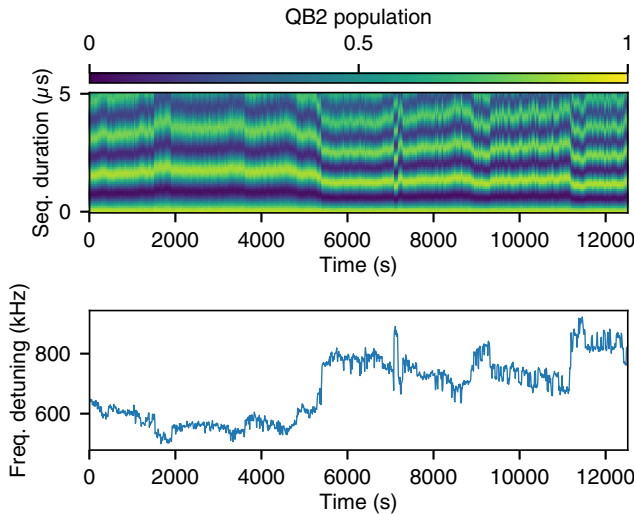 QB2 population
0 0.5 1
Seq. duration (μs)
5
0
0 2000 4000 6000 8000 10000 12000
Time (s)
Freq. detuning (kHz)
800
600
0 2000 4000 6000 8000 10000 12000
Time (s)